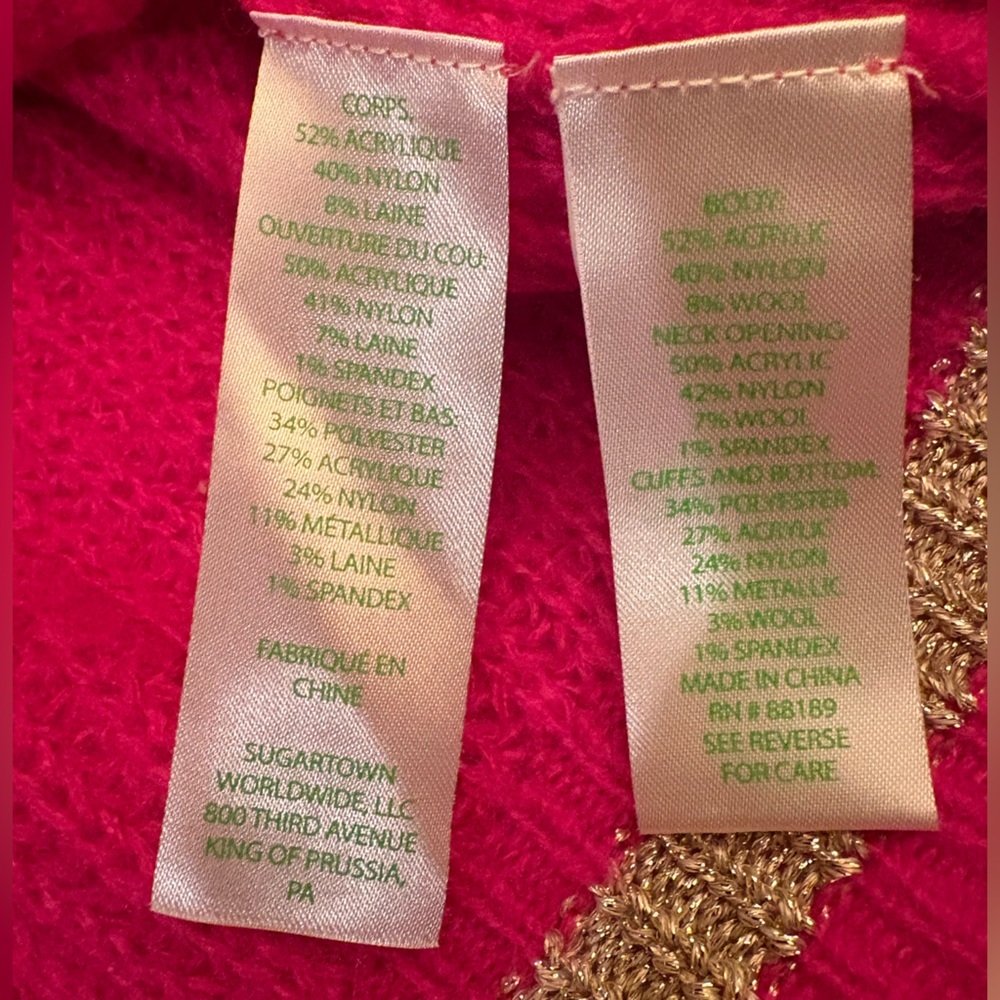 CORPS:
52% ACRYLIQUE
40% NYLON
8% LAINE
OUVERTURE DU COU:
50% ACRYLIQUE
41% NYLON
7% LAINE
1% SPANDEX
POIGNETS ET BAS:
34% POLYESTER
27% ACRYLIQUE
24% NYLON
11% MÉTALLIQUE
3% LAINE
1% SPANDEX
FABRIQUÉ EN
CHINE
SUGARTOWN
WORLDWIDE, LLC
800 THIRD AVENUE
KING OF PRUSSIA,
PA
BODY:
52% ACRYLIC
40% NYLON
8% WOOL
NECK OPENING:
50% ACRYLIC
42% NYLON
7% WOOL
1% SPANDEX
CUFFS AND BOTTOM:
34% POLYESTER
27% ACRYLIC
24% NYLON
11% METALLIC
3% WOOL
1% SPANDEX
MADE IN CHINA
RN # 88189
SEE REVERSE
FOR CARE